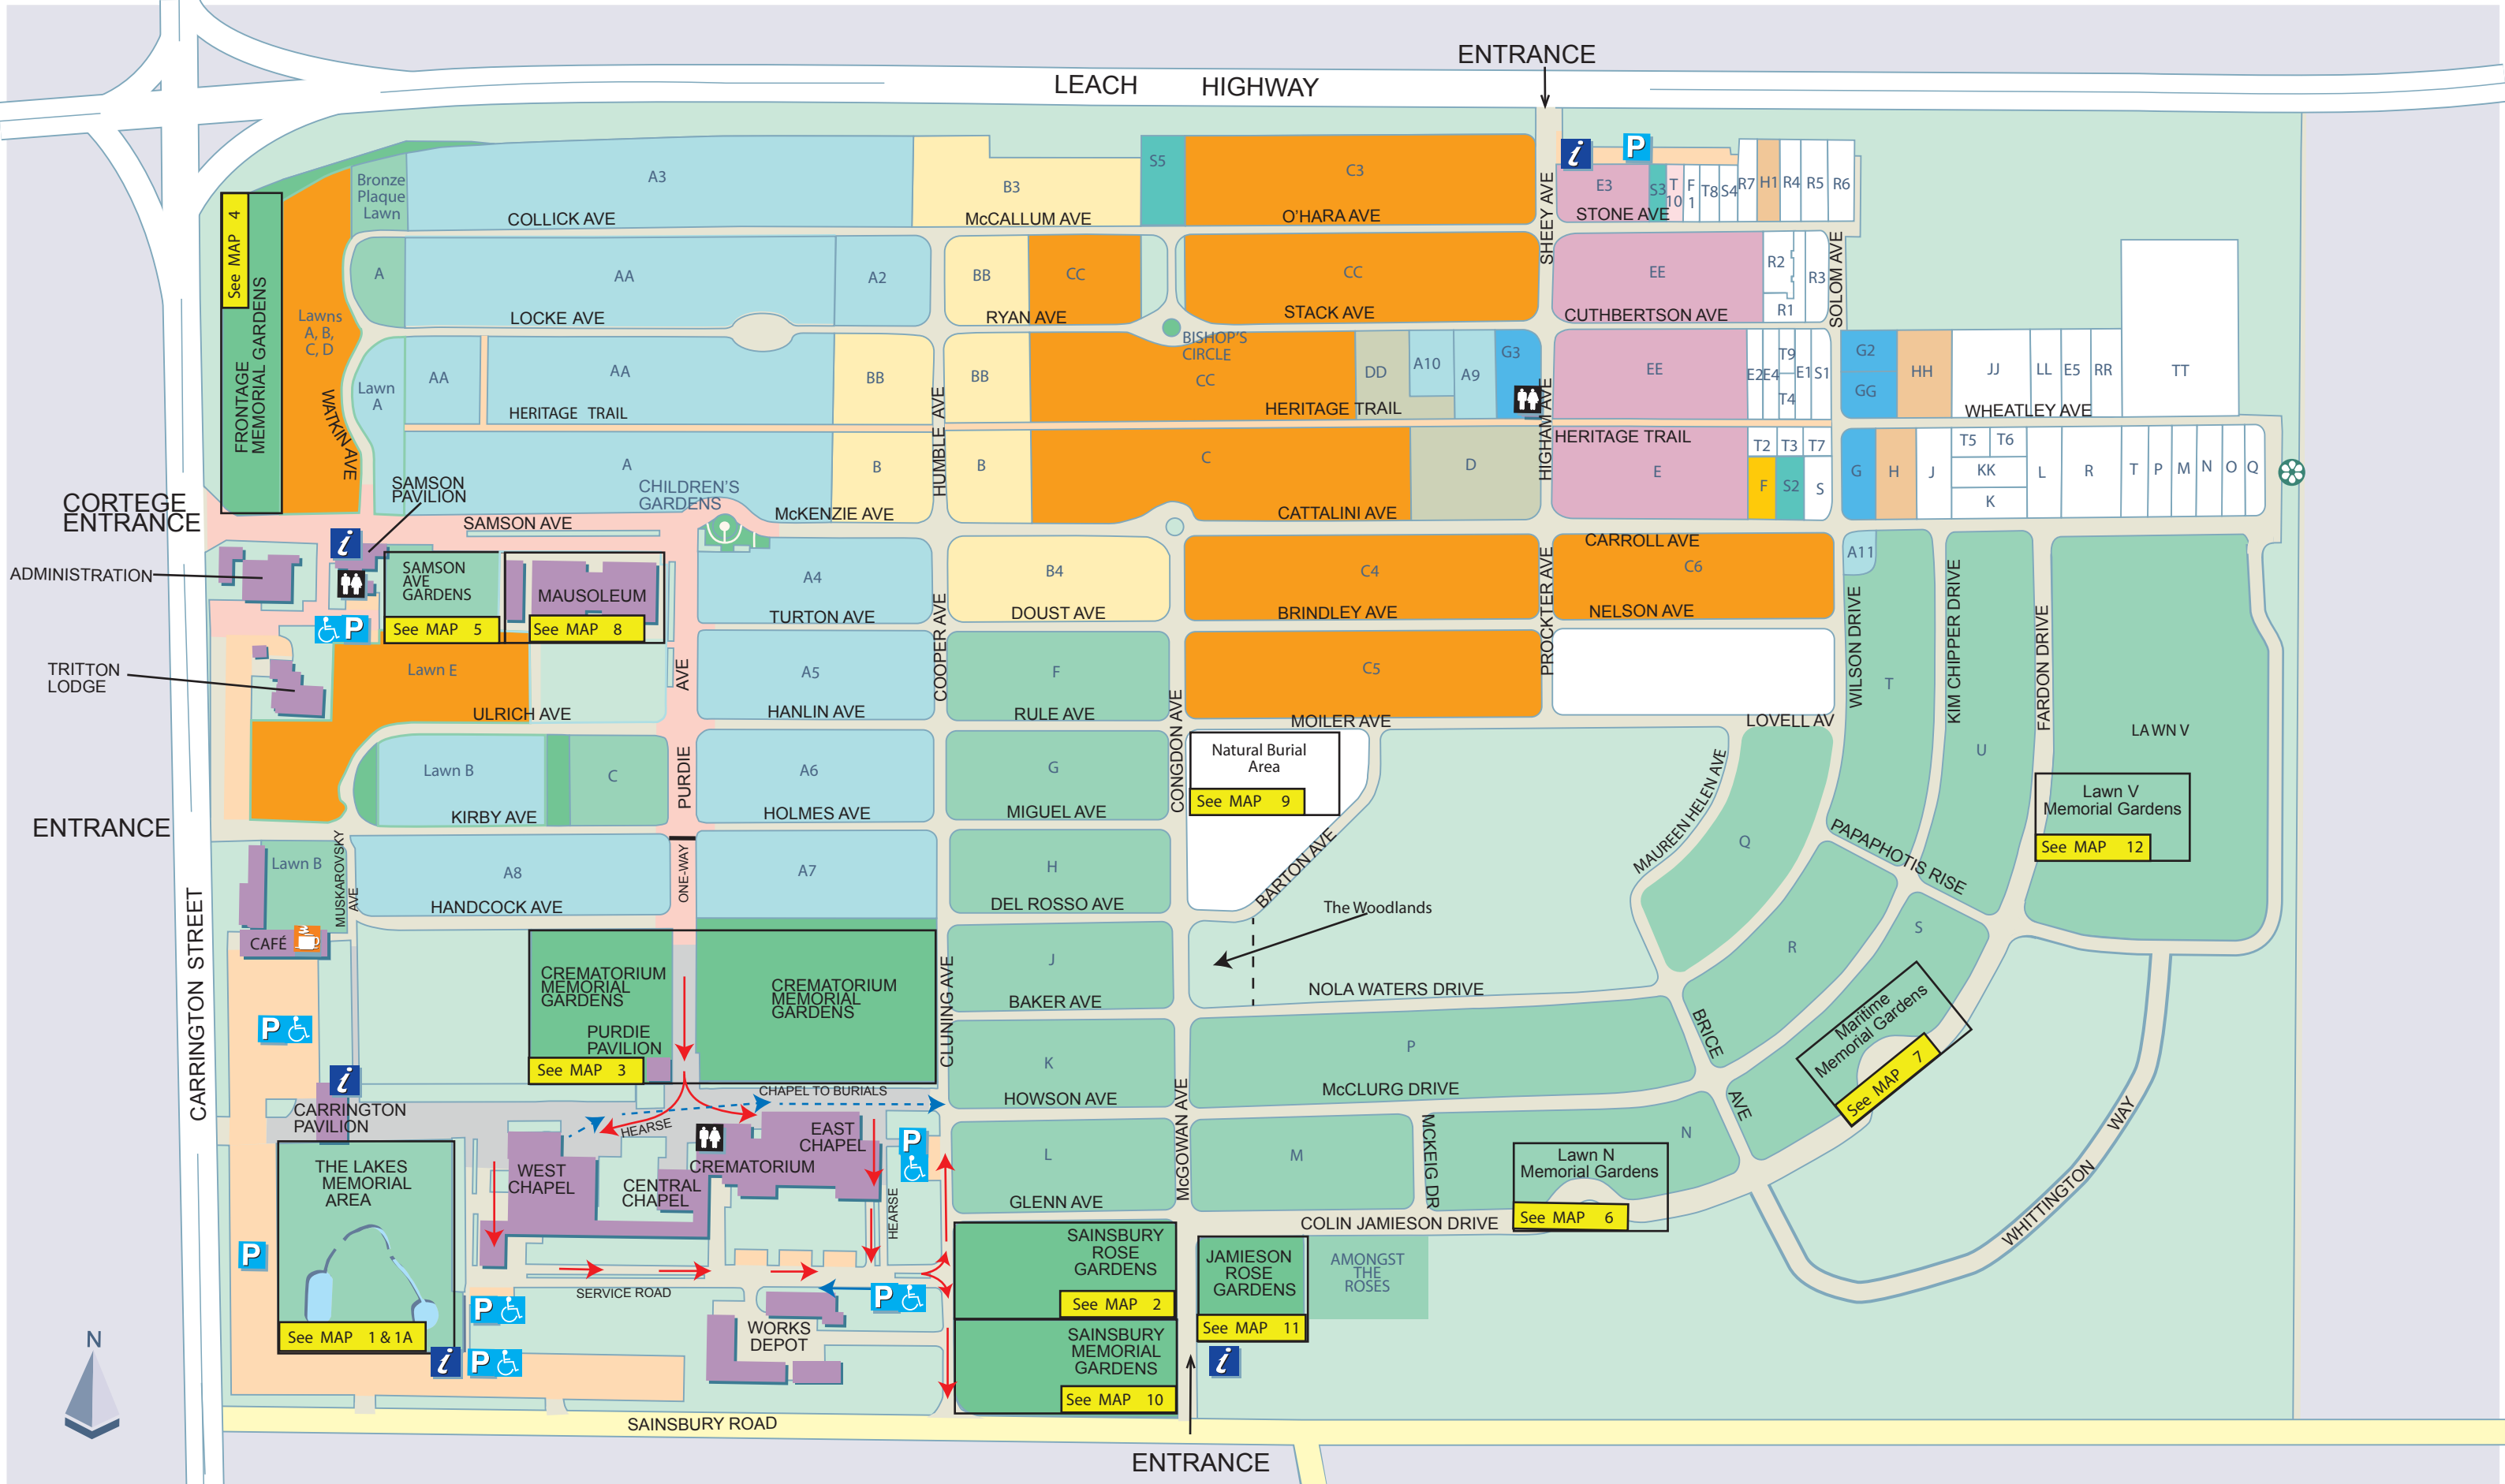 ENTRANCE
LEACH HIGHWAY
Bronze
Plaque
Lawn
A3
COLLICK AVE
B3
McCALLUM AVE
S5
C3
O'HARA AVE
SHEEY AVE
i
P
E3
STONE AVE
S3
T
10
F
1
T8
S4
R7
H1
R4
R5
R6
See MAP 4
FRONTAGE
MEMORIAL GARDENS
Lawns
A, B,
C, D
WATKIN AVE
A
AA
LOCKE AVE
A2
BB
CC
RYAN AVE
CC
STACK AVE
EE
CUTHBERTSON AVE
R2
R1
R3
SOLOM AVE
BISHOP'S
CIRCLE
Lawn
A
AA
AA
HERITAGE TRAIL
BB
HUMBLE AVE
BB
CC
HERITAGE TRAIL
DD
A10
A9
G3
HIGHAM AVE
EE
E2
E4
T9
T4
E1
S1
G2
GG
HH
JJ
LL
E5
RR
TT
WHEATLEY AVE
HERITAGE TRAIL
A
CHILDREN'S
GARDENS
McKENZIE AVE
B
B
C
CATTALINI AVE
D
E
T2
T3
T7
F
S2
S
G
H
J
T5
T6
KK
K
L
R
T
P
M
N
O
Q
SAMSON
PAVILION
CORTEGE
ENTRANCE
SAMSON AVE
i
ADMINISTRATION
SAMSON
AVE
GARDENS
See MAP 5
MAUSOLEUM
See MAP 8
P
A4
TURTON AVE
COOPER AVE
B4
DOUST AVE
C4
BRINDLEY AVE
PROCKTER AVE
CARROLL AVE
C6
NELSON AVE
A11
WILSON DRIVE
T
KIM CHIPPER DRIVE
U
FARDON DRIVE
LAWN V
TRITTON
LODGE
Lawn E
ULRICH AVE
PURDIE AVE
A5
HANLIN AVE
F
RULE AVE
CONGDON AVE
C5
MOILER AVE
LOVELL AV
Lawn B
KIRBY AVE
C
A6
HOLMES AVE
G
MIGUEL AVE
Natural Burial
Area
See MAP 9
BARTON AVE
MAUREEN HELEN AVE
Q
PAPAPHOTIS RISE
Lawn V
Memorial Gardens
See MAP 12
ENTRANCE
CARRINGTON STREET
Lawn B
MUSKAROVSKY
AVE
A8
HANDCOCK AVE
ONE-WAY
A7
H
DEL ROSSO AVE
The Woodlands
CAFÉ
P
CREMATORIUM
MEMORIAL
GARDENS
PURDIE
PAVILION
See MAP 3
CREMATORIUM
MEMORIAL
GARDENS
CLUNING AVE
J
BAKER AVE
NOLA WATERS DRIVE
R
S
BRICE AVE
Maritime
Memorial Gardens
See MAP 7
i
CARRINGTON
PAVILION
CHAPEL TO BURIALS
HEARSE
K
HOWSON AVE
McGOWAN AVE
P
McCLURG DRIVE
WEST
CHAPEL
CENTRAL
CHAPEL
CREMATORIUM
EAST
CHAPEL
P
HEARSE
L
GLENN AVE
M
MCKEIG DR
N
Lawn N
Memorial Gardens
See MAP 6
COLIN JAMIESON DRIVE
WHITTINGTON WAY
THE LAKES
MEMORIAL
AREA
See MAP 1 & 1A
P
P
SERVICE ROAD
P
WORKS
DEPOT
SAINSBURY
ROSE
GARDENS
See MAP 2
SAINSBURY
MEMORIAL
GARDENS
See MAP 10
JAMIESON
ROSE
GARDENS
See MAP 11
AMONGST
THE
ROSES
i
P
i
N
SAINSBURY ROAD
ENTRANCE